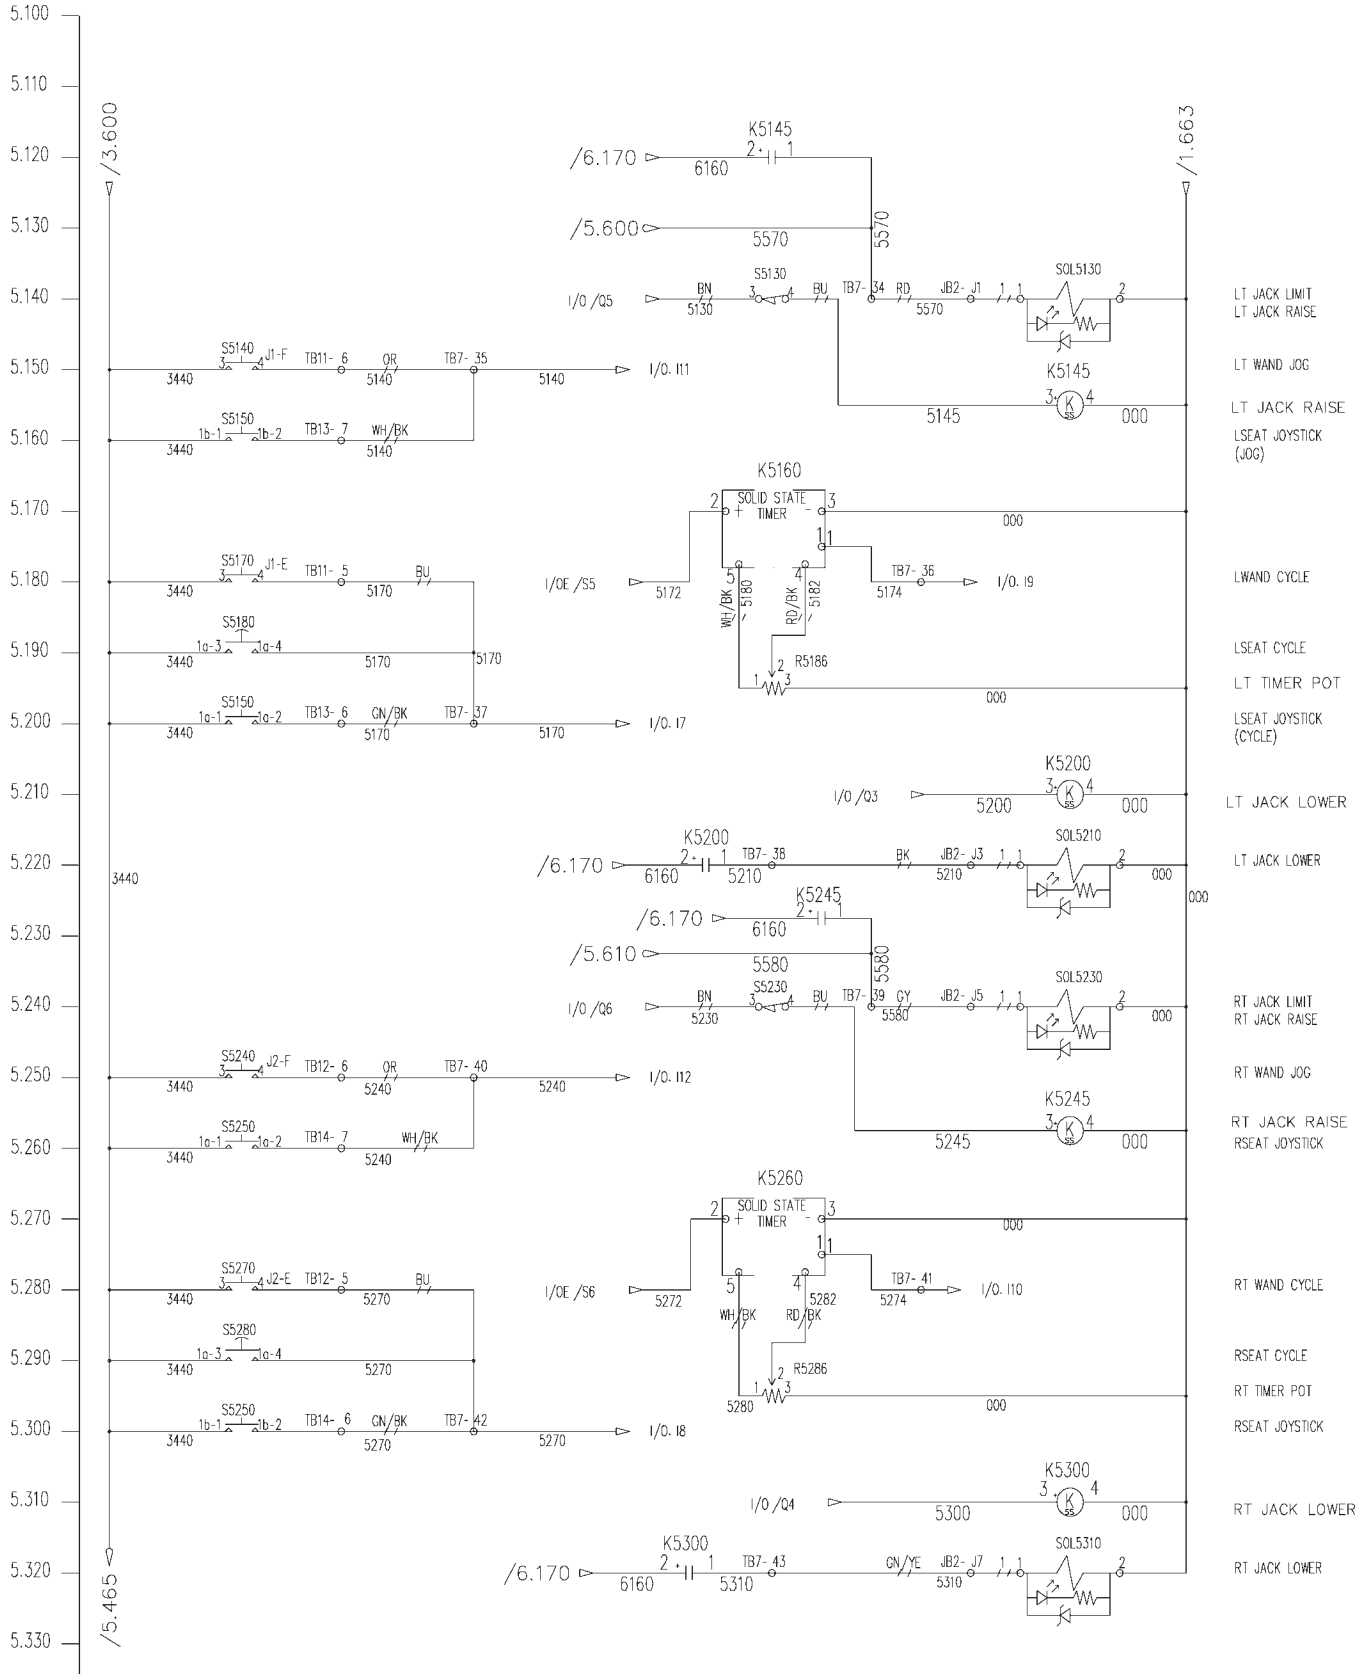 5.100
5.110
/3.600
/1.663
K5145
5.120
/6.170
2 1
6160
5.130
/5.600
5570
5570
S5130
SOL5130
5.140
I/O /Q5
BN
3 4
BU
TB7- 34
RD
JB2- J1
1
1
2
LT JACK LIMIT
5130
5570
LT JACK RAISE
S5140
5.150
3 4
J1-F
TB11- 6
OR
TB7- 35
I/O. I11
K5145
LT WAND JOG
3440
5140
5140
3 K 4
SS
5145
000
LT JACK RAISE
S5150
5.160
1b-1 1b-2
TB13- 7
WH/BK
LSEAT JOYSTICK
3440
5140
(JOG)
K5160
5.170
2
SOLID STATE
3
+ TIMER -
000
1
1
S5170
5.180
3 4
J1-E
TB11- 5
BU
I/OE /S5
5
4
TB7- 36
I/O. I9
LWAND CYCLE
3440
5170
5172
WH/BK
5180
RD/BK
5182
5174
S5180
5.190
1a-3 1a-4
LSEAT CYCLE
3440
5170
5170
2
R5186
1
3
LT TIMER POT
000
S5150
5.200
1a-1 1a-2
TB13- 6
GN/BK
TB7- 37
I/O. I7
LSEAT JOYSTICK
3440
5170
5170
(CYCLE)
K5200
5.210
I/O /Q3
3 K 4
SS
5200
000
LT JACK LOWER
K5200
SOL5210
5.220
/6.170
2 1
TB7- 38
BK
JB2- J3
1
1
2
LT JACK LOWER
3440
6160
5210
5210
000
000
K5245
/6.170
2 1
5.230
6160
/5.610
5580
5580
S5230
SOL5230
5.240
I/O /Q6
BN
3 4
BU
TB7- 39
GY
JB2- J5
1
1
2
RT JACK LIMIT
5230
5580
000
RT JACK RAISE
S5240
5.250
3 4
J2-F
TB12- 6
OR
TB7- 40
I/O. I12
RT WAND JOG
3440
5240
5240
K5245
3 K 4
SS
RT JACK RAISE
S5250
5245
000
5.260
1a-1 1a-2
TB14- 7
WH/BK
RSEAT JOYSTICK
3440
5240
K5260
5.270
2
SOLID STATE
3
+ TIMER -
000
1
1
S5270
5.280
3 4
J2-E
TB12- 5
BU
I/OE /S6
5
4
TB7- 41
I/O. I10
RT WAND CYCLE
3440
5270
5272
5282
5274
WH/BK
RD/BK
S5280
5.290
1a-3 1a-4
RSEAT CYCLE
3440
5270
2
R5286
1
3
RT TIMER POT
5280
000
S5250
5.300
1b-1 1b-2
TB14- 6
GN/BK
TB7- 42
I/O. I8
RSEAT JOYSTICK
3440
5270
5270
K5300
5.310
I/O /Q4
3 K 4
SS
5300
000
RT JACK LOWER
K5300
SOL5310
5.320
/6.170
2 1
TB7- 43
GN/YE
JB2- J7
1
1
2
RT JACK LOWER
6160
5310
5310
/5.465
5.330